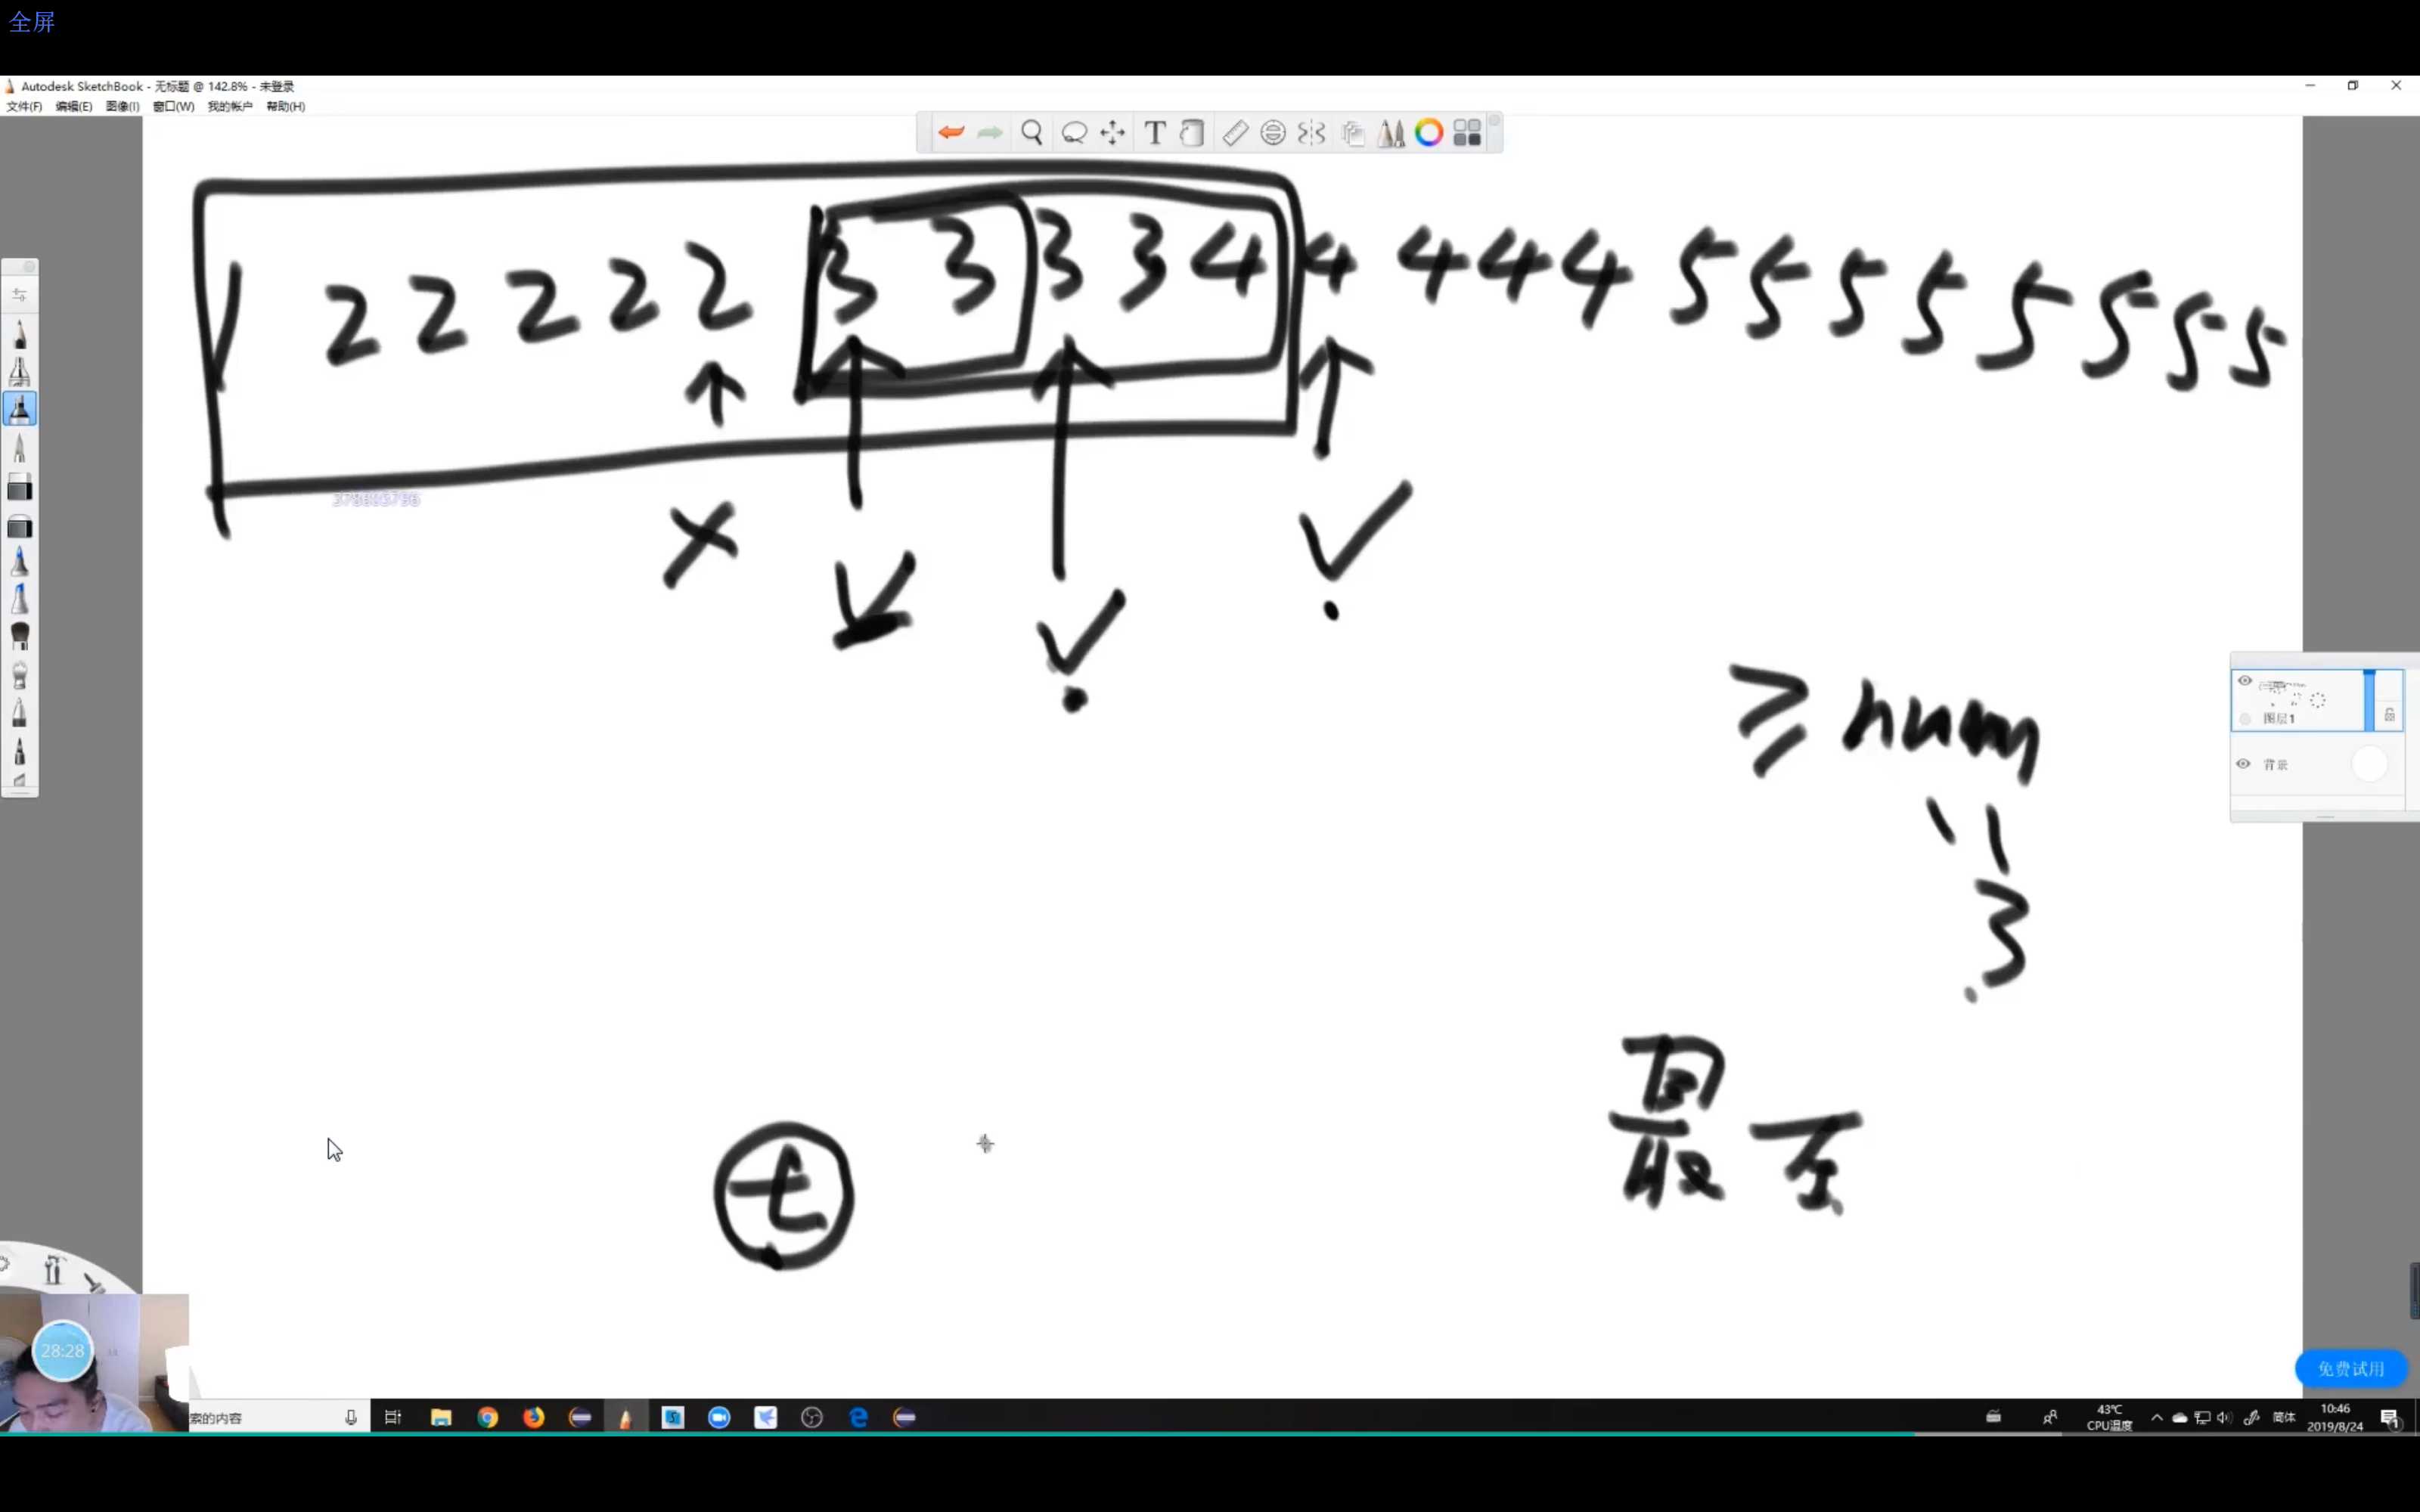 全屏
Autodesk SketchBook - 无标题 @ 142.8% - 未登录
文件(F) 编辑(E) 图像(I) 窗口(W) 我的帐户 帮助(H)
T
1 2 2 2 2 2 3 3 3 3 4 4 4 4 4 5 5 5 5 5 5 5 5
≥ num
3
图层1
背景
最左
t
28:28
免费试用
索的内容
43℃
CPU温度
简体
10:46
2019/8/24
1